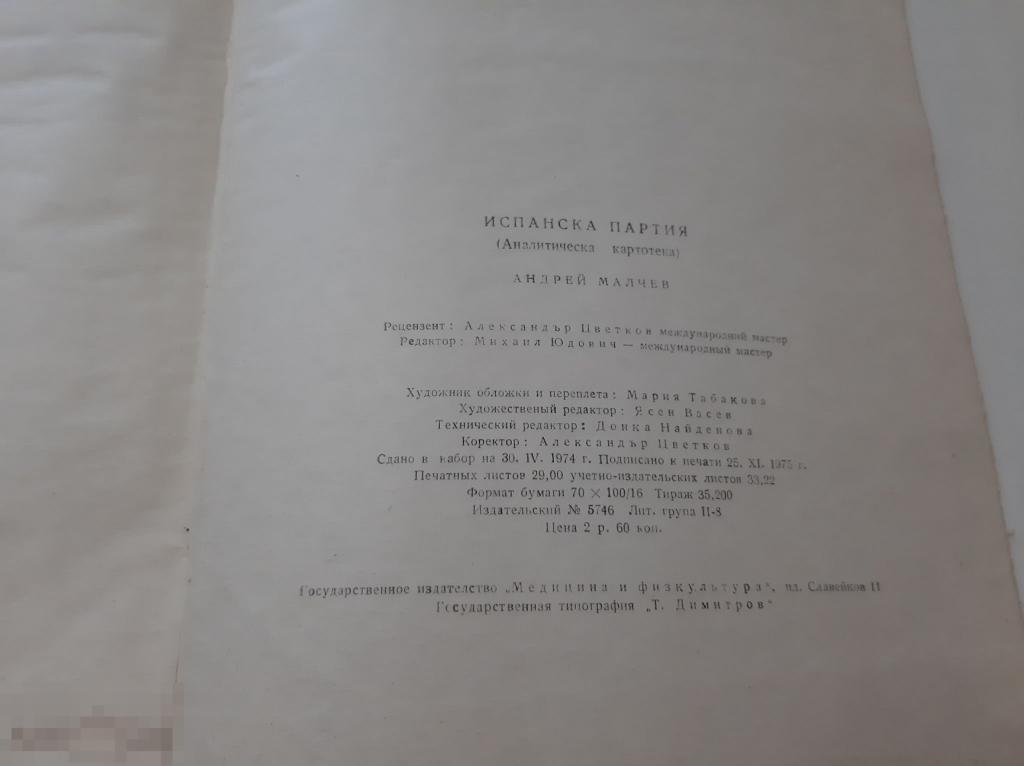 ИСПАНСКА ПАРТИЯ
(Аналитическа картотека)
АНДРЕЙ МАЛЧЕВ
Рецензент: Александър Цветков международний мастер
Редактор: Михаил Юдович — международный мастер
Художник обложки и переплета: Мария Табакова
Художественый редактор: Ясен Васев
Технический редактор: Донка Найденова
Коректор: Александър Цветков
Сдано в набор на 30. IV. 1974 г. Подписано к печати 25. XI. 1975 г.
Печатных листов 29,00 учетно-издательских листов 33,22
Формат бумаги 70 × 100/16 Тираж 35,200
Издательский № 5746 Лит. група II-8
Цена 2 р. 60 коп.
Государственное издателство „Медицина и физкультура“, пл. Славейков 11
Государственная типография „Т. Димитров“